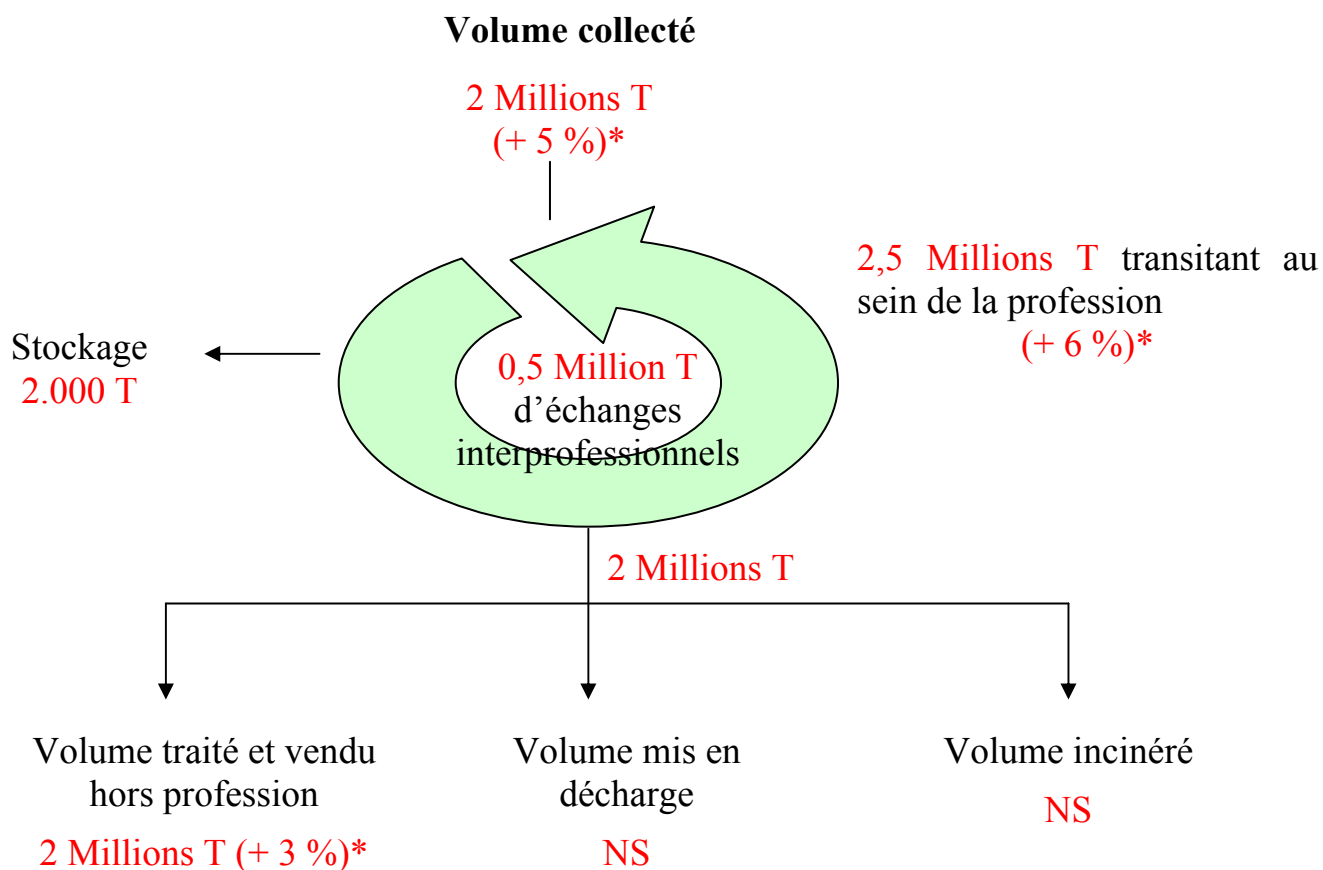 Volume collecté
2 Millions T
(+ 5 %)*
2,5 Millions T transitant au
sein de la profession
(+ 6 %)*
Stockage
2.000 T
0,5 Million T
d’échanges
interprofessionnels
2 Millions T
Volume traité et vendu
hors profession
2 Millions T (+ 3 %)*
Volume mis en
décharge
NS
Volume incinéré
NS